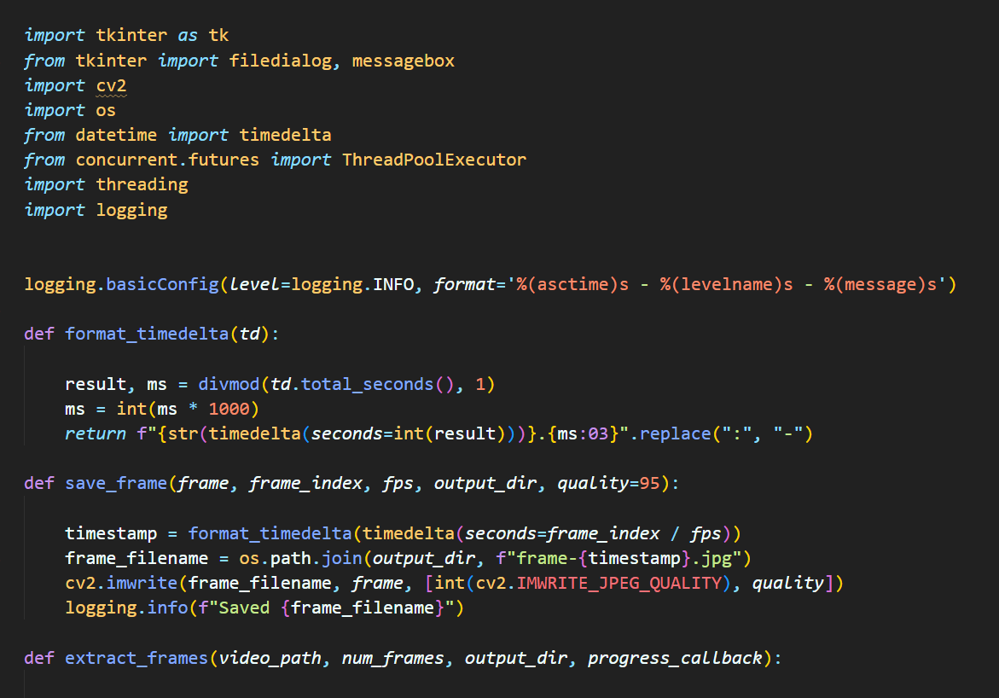 import tkinter as tk
from tkinter import filedialog, messagebox
import cv2
import os
from datetime import timedelta
from concurrent.futures import ThreadPoolExecutor
import threading
import logging
logging.basicConfig(level=logging.INFO, format='%(asctime)s - %(levelname)s - %(message)s')
def format_timedelta(td):
    result, ms = divmod(td.total_seconds(), 1)
    ms = int(ms * 1000)
    return f"{str(timedelta(seconds=int(result)))}.{ms:03}".replace(":", "-")
def save_frame(frame, frame_index, fps, output_dir, quality=95):
    timestamp = format_timedelta(timedelta(seconds=frame_index / fps))
    frame_filename = os.path.join(output_dir, f"frame-{timestamp}.jpg")
    cv2.imwrite(frame_filename, frame, [int(cv2.IMWRITE_JPEG_QUALITY), quality])
    logging.info(f"Saved {frame_filename}")
def extract_frames(video_path, num_frames, output_dir, progress_callback):